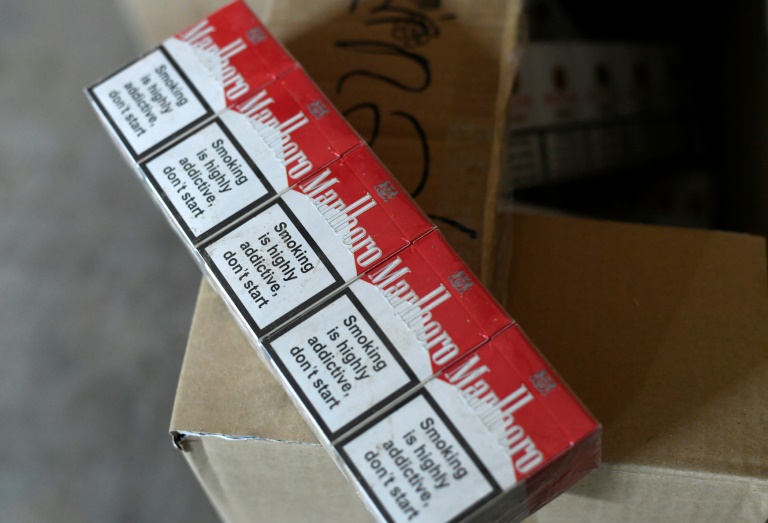 Marlboro
Smoking
is highly
addictive,
don't start
Marlboro
Smoking
is highly
addictive,
don't start
Marlboro
Smoking
is highly
addictive,
don't start
Marlboro
Smoking
is highly
addictive,
don't start
Marlboro
Smoking
is highly
addictive,
don't start